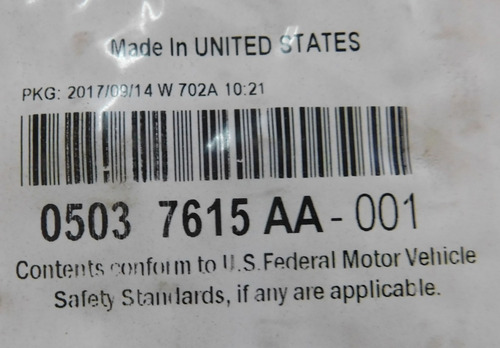 Made In UNITED STATES
PKG: 2017/09/14 W 702A 10:21
0503 7615 AA - 001
Contents conform to U.S. Federal Motor Vehicle
Safety Standards, if any are applicable.